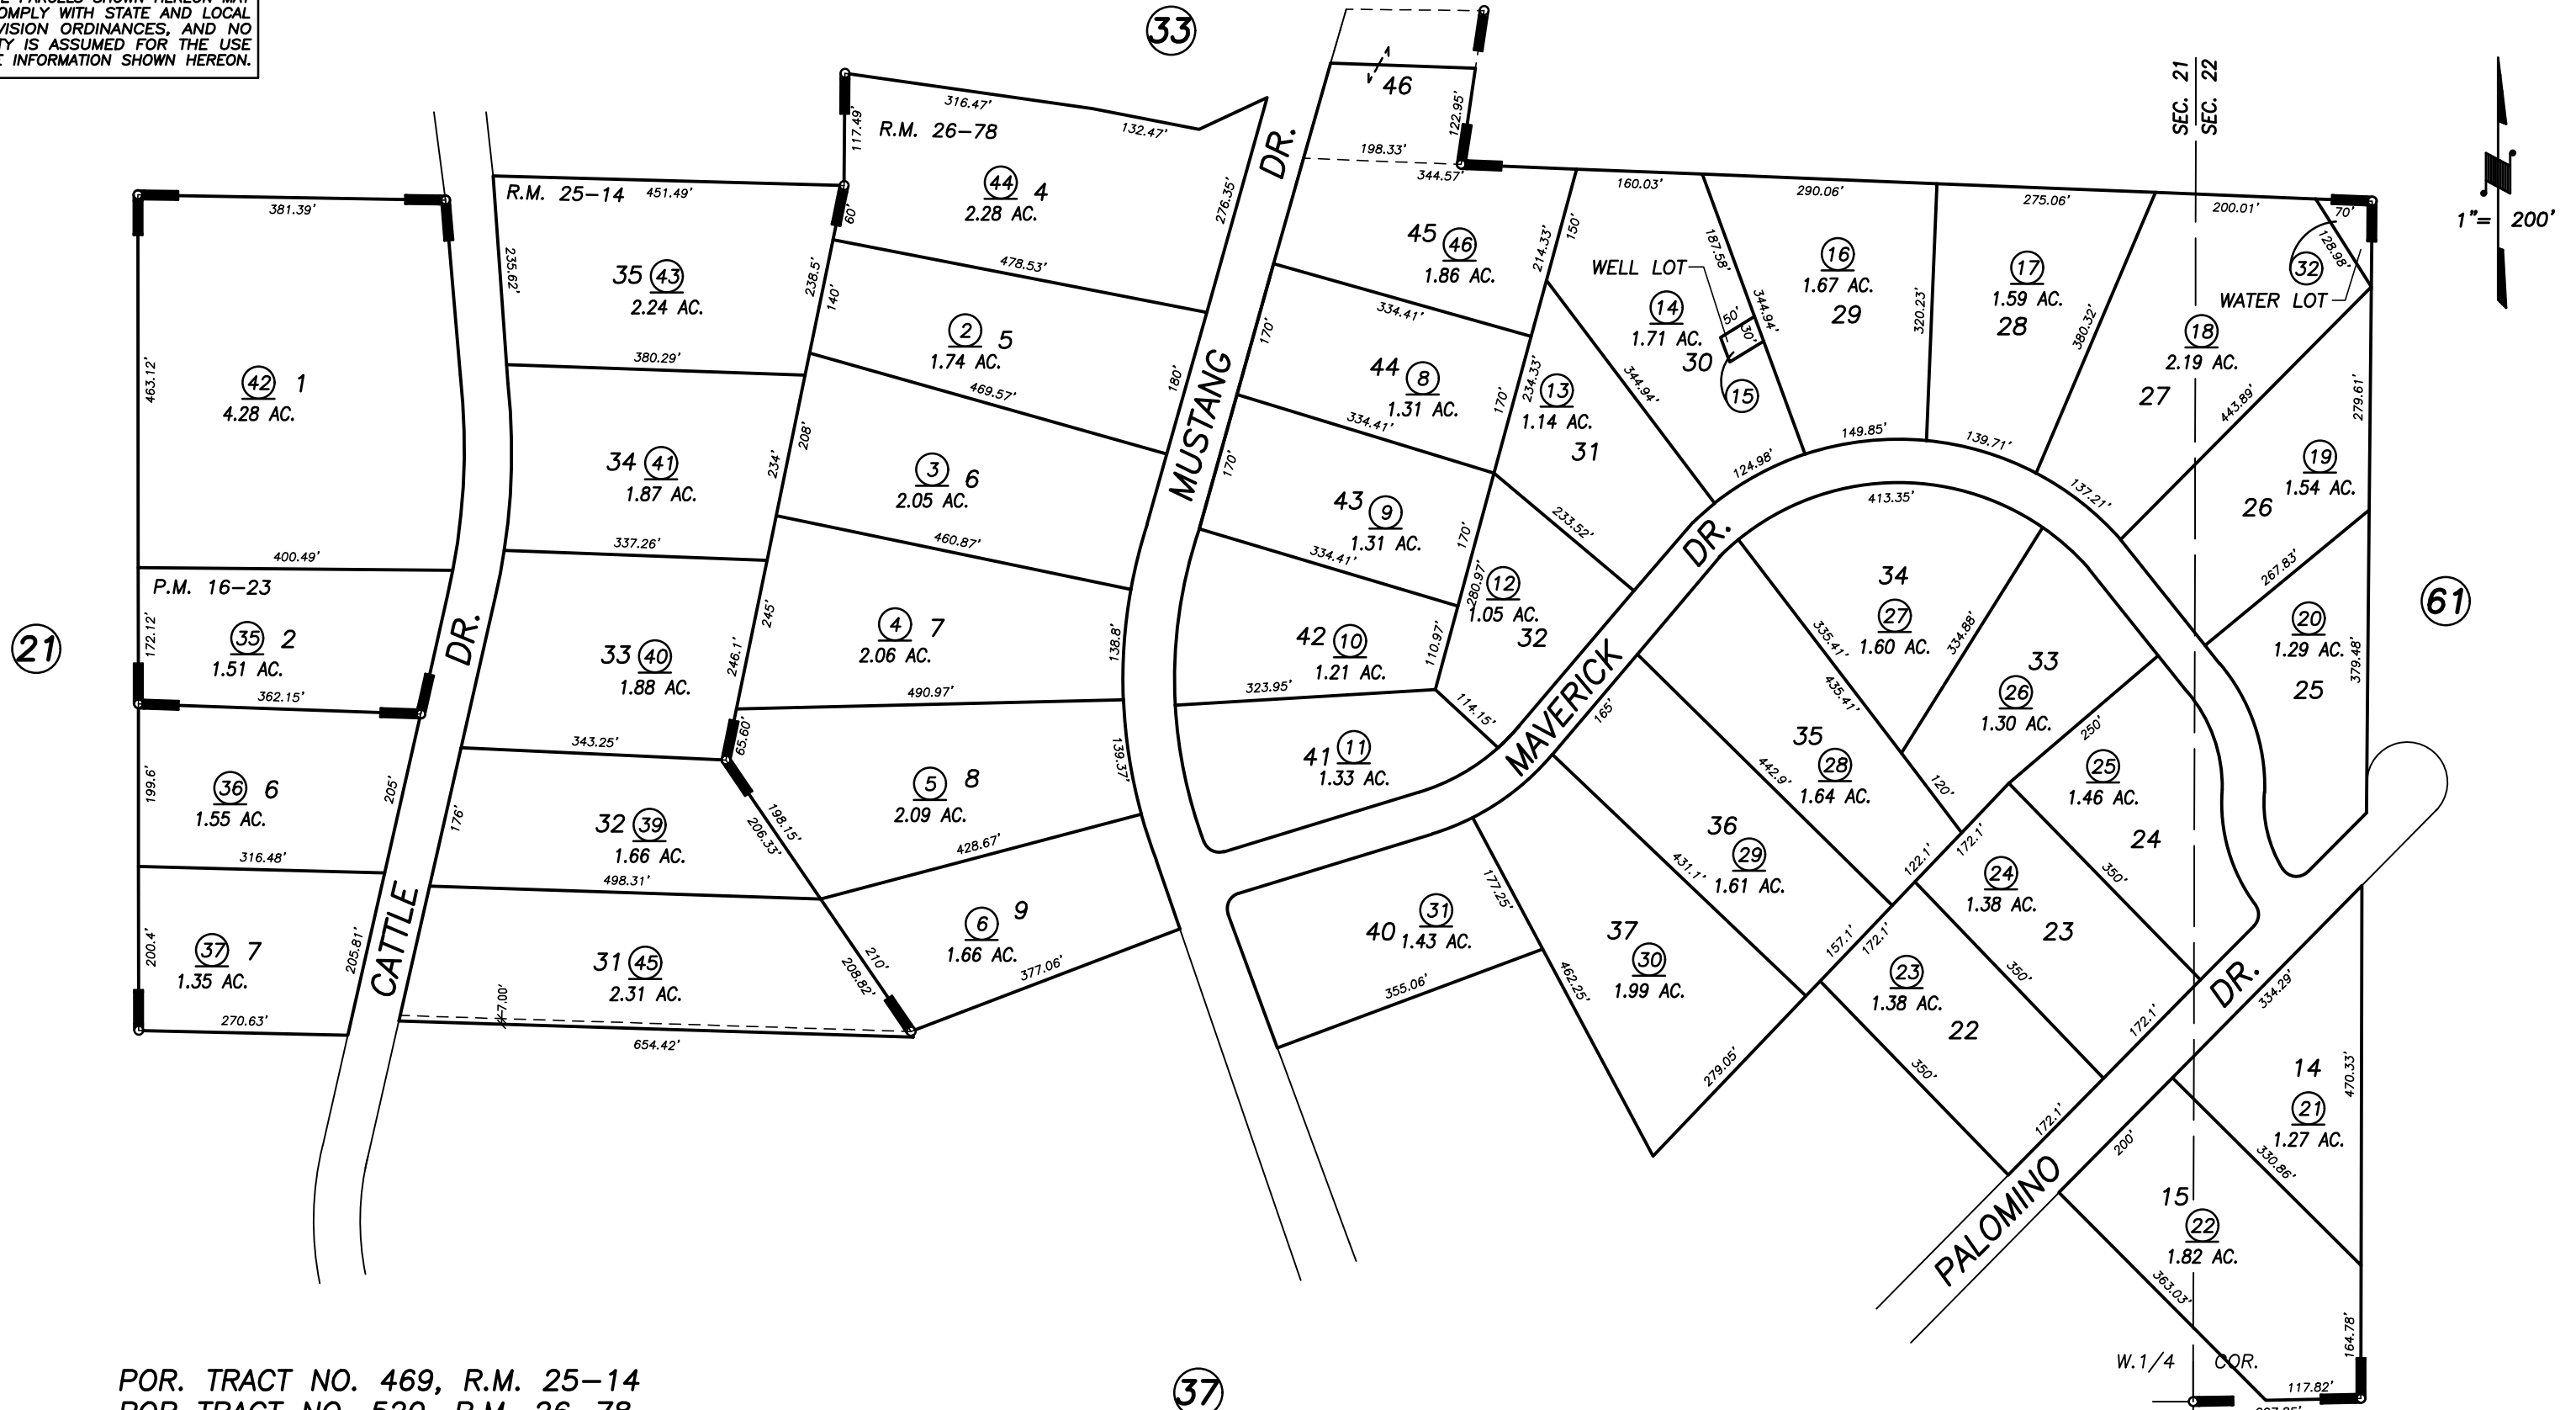 COMPLY WITH STATE AND LOCAL
VISION ORDINANCES, AND NO
TY IS ASSUMED FOR THE USE
INFORMATION SHOWN HEREON.
33
SEC. 21
SEC. 22
1"= 200'
46
122.95'
198.33'
344.57'
316.47'
132.47'
117.49'
R.M. 26-78
44 4
2.28 AC.
276.35'
DR.
R.M. 25-14
451.49'
60'
381.39'
235.62'
35 43
2.24 AC.
238.5'
140'
478.53'
2 5
1.74 AC.
469.57'
180'
MUSTANG
45 46
1.86 AC.
214.33'
150'
160.03'
290.06'
275.06'
200.01'
70'
128.98'
32
WATER LOT
WELL LOT
187.58'
344.94'
14
1.71 AC.
30
50'
30'
15
16
1.67 AC.
29
320.23'
17
1.59 AC.
28
380.32'
18
2.19 AC.
27
443.89'
279.61'
463.12'
42 1
4.28 AC.
400.49'
380.29'
34 41
1.87 AC.
208'
234'
337.26'
3 6
2.05 AC.
460.87'
170'
334.41'
44 8
1.31 AC.
170'
234.33'
334.41'
170'
43 9
1.31 AC.
170'
334.41'
13
1.14 AC.
31
344.94'
124.98'
149.85'
139.71'
137.21'
413.35'
19
1.54 AC.
26
267.83'
233.52'
280.97'
12
1.05 AC.
32
DR.
P.M. 16-23
172.12'
35 2
1.51 AC.
362.15'
21
DR.
33 40
1.88 AC.
245'
246.1'
343.25'
65.60'
4 7
2.06 AC.
490.97'
138.8'
42 10
1.21 AC.
110.97'
323.95'
114.15'
MAVERICK
165'
34
27
1.60 AC.
335.41'
334.88'
435.41'
120'
33
26
1.30 AC.
250'
20
1.29 AC.
25
379.48'
61
199.6'
36 6
1.55 AC.
205'
316.48'
176'
32 39
1.66 AC.
498.31'
198.15'
206.33'
5 8
2.09 AC.
428.67'
139.37'
41 11
1.33 AC.
35
28
1.64 AC.
442.9'
36
29
1.61 AC.
431.1'
122.1'
172.1'
25
1.46 AC.
24
350'
24
1.38 AC.
23
350'
200.4'
37 7
1.35 AC.
205.81'
270.63'
CATTLE
31 45
2.31 AC.
7.00'
654.42'
210'
208.82'
6 9
1.66 AC.
377.06'
40 31
1.43 AC.
177.25'
355.06'
37
30
1.99 AC.
462.25'
279.05'
157.1'
172.1'
23
1.38 AC.
22
350'
172.1'
172.1'
DR.
334.29'
14
21
1.27 AC.
470.33'
330.86'
200'
PALOMINO
15
22
1.82 AC.
363.03'
164.78'
W.1/4 COR.
117.82'
POR. TRACT NO. 469, R.M. 25-14
37